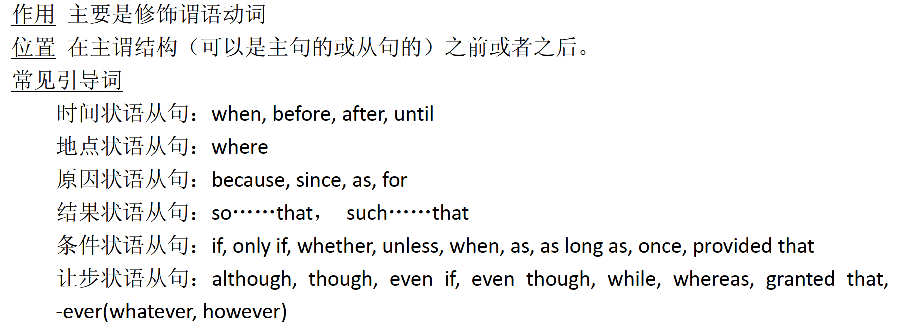 作用 主要是修饰谓语动词
位置 在主谓结构（可以是主句的或从句的）之前或者之后。
常见引导词
时间状语从句：when, before, after, until
地点状语从句：where
原因状语从句：because, since, as, for
结果状语从句：so……that， such……that
条件状语从句：if, only if, whether, unless, when, as, as long as, once, provided that
让步状语从句：although, though, even if, even though, while, whereas, granted that,
-ever(whatever, however)